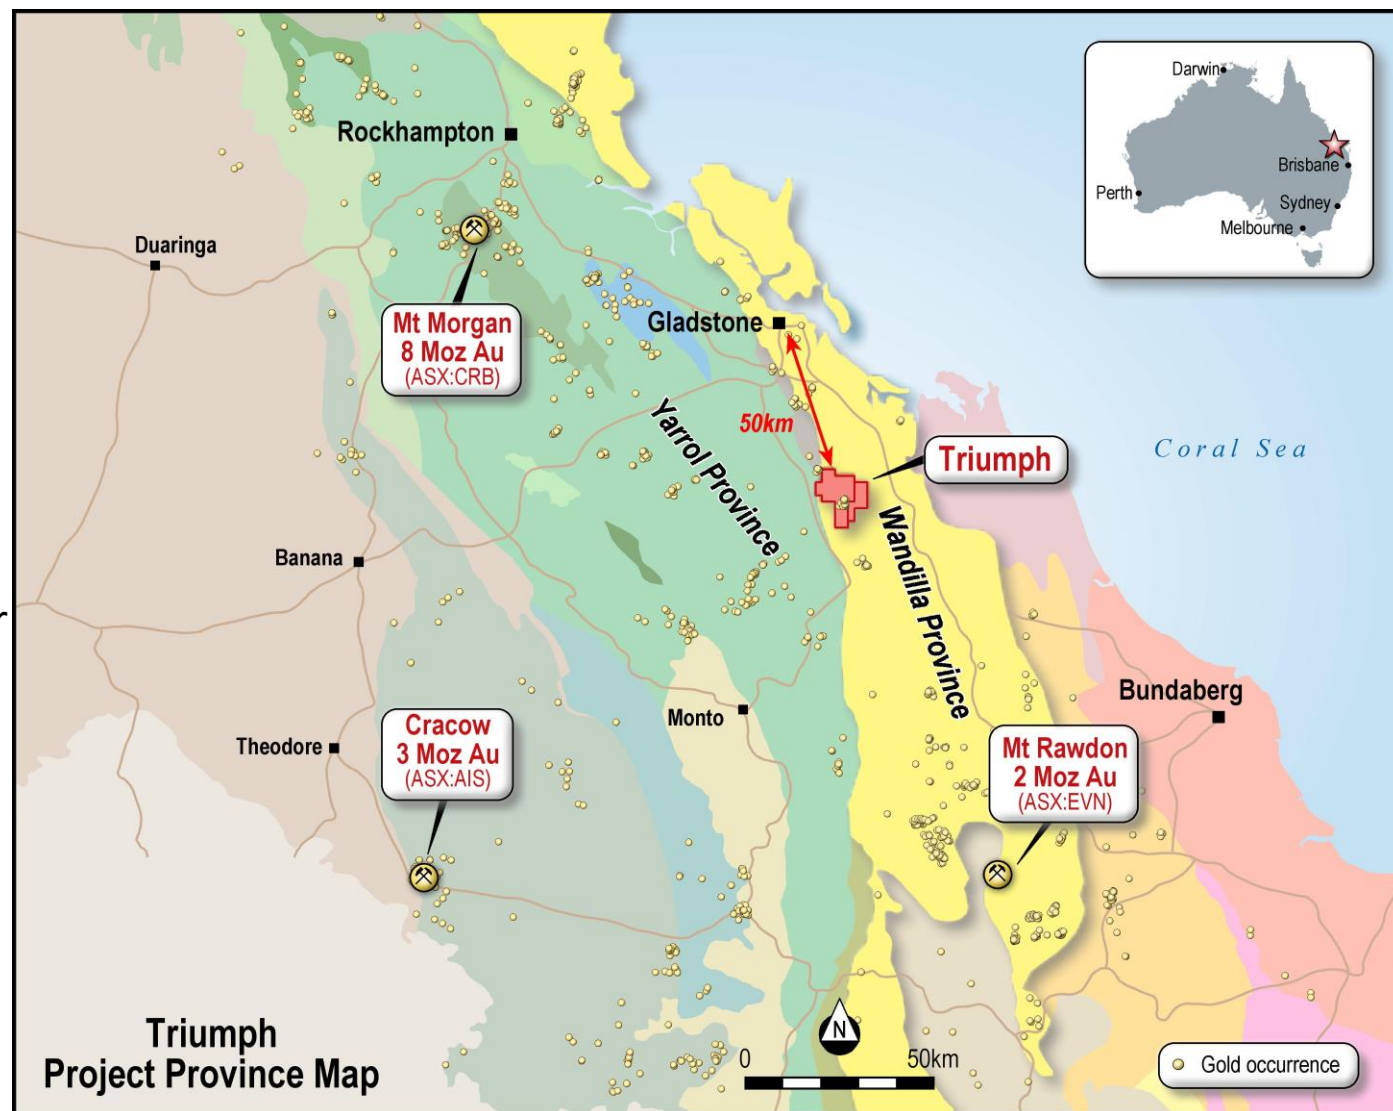 Darwin
Brisbane
Perth
Sydney
Melbourne
Rockhampton
Duaringa
Mt Morgan
8 Moz Au
(ASX:CRB)
Gladstone
50km
Yarrol Province
Triumph
Coral Sea
Wandilla Province
Banana
r
Bundaberg
Monto
Cracow
3 Moz Au
(ASX:AIS)
Theodore
Mt Rawdon
2 Moz Au
(ASX:EVN)
Triumph
Project Province Map
N
0 50km
Gold occurrence